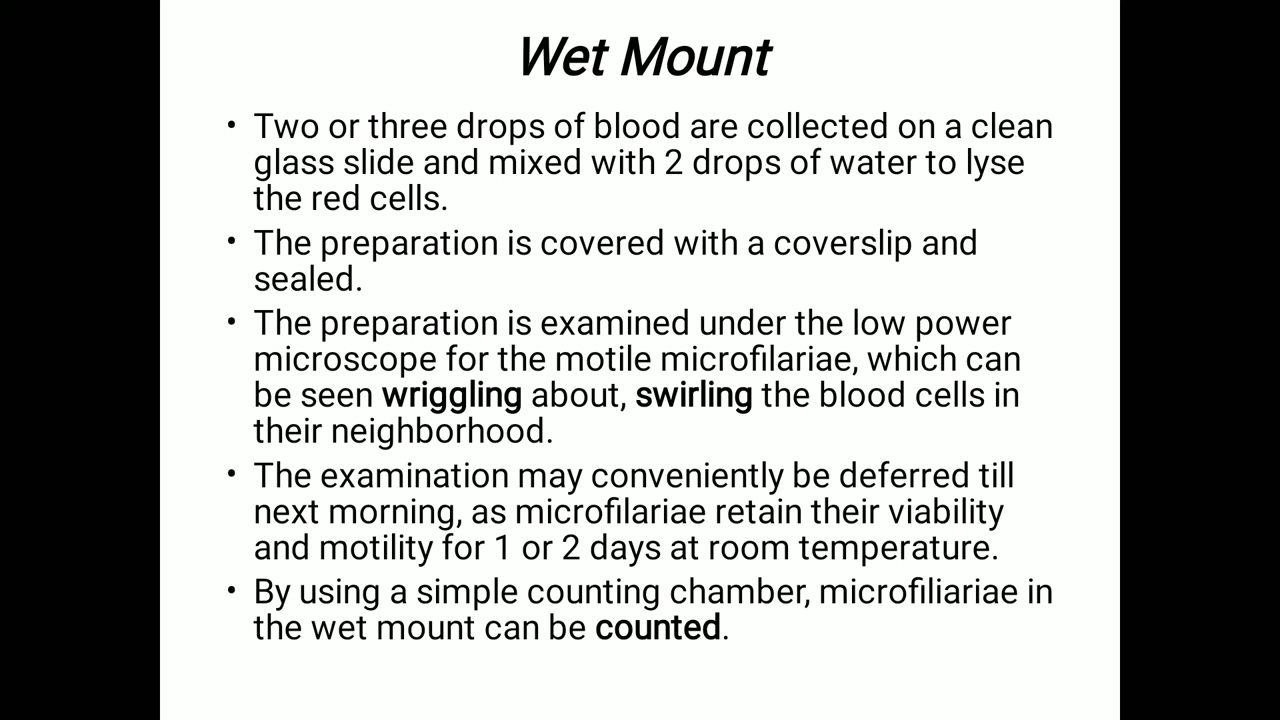 Wet Mount
• Two or three drops of blood are collected on a clean
glass slide and mixed with 2 drops of water to lyse
the red cells.
• The preparation is covered with a coverslip and
sealed.
• The preparation is examined under the low power
microscope for the motile microfilariae, which can
be seen wriggling about, swirling the blood cells in
their neighborhood.
• The examination may conveniently be deferred till
next morning, as microfilariae retain their viability
and motility for 1 or 2 days at room temperature.
• By using a simple counting chamber, microfiliariae in
the wet mount can be counted.